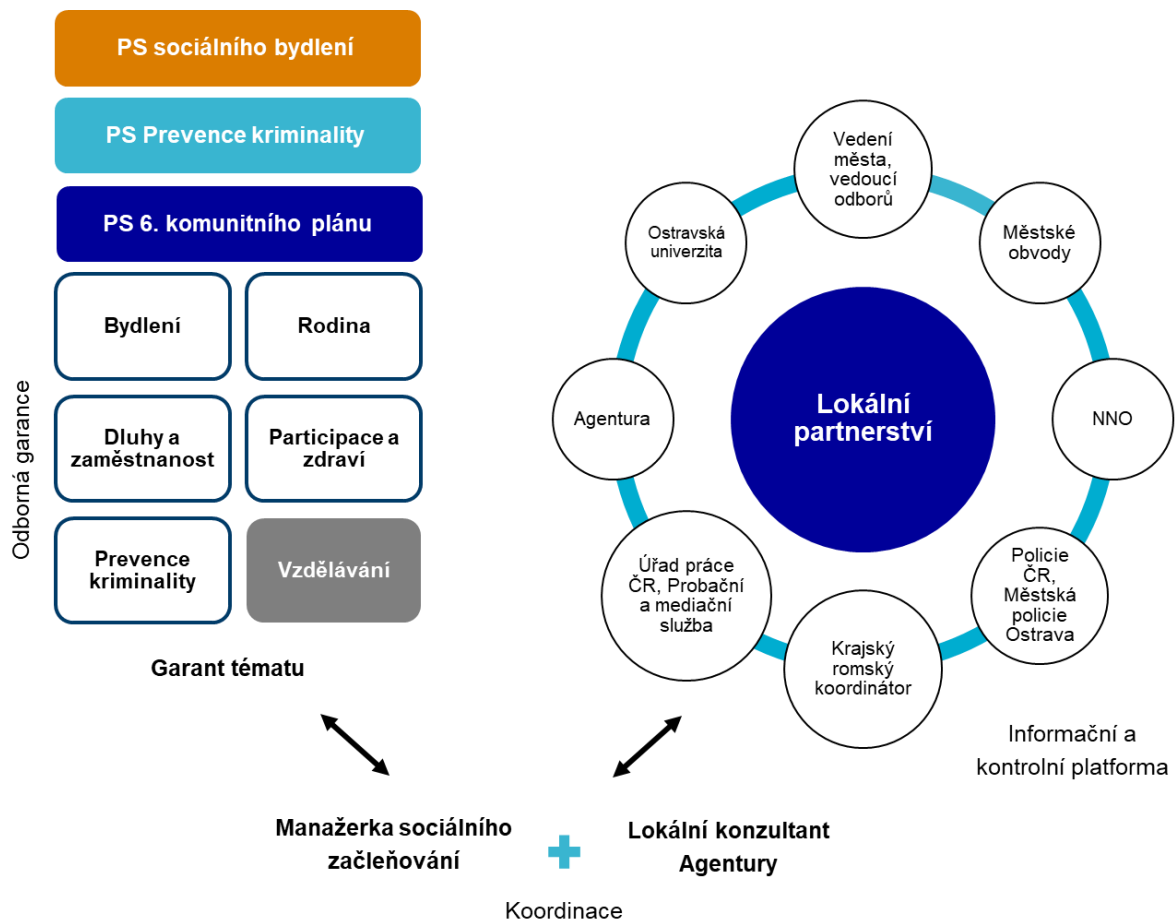 PS sociálního bydlení
PS Prevence kriminality
PS 6. komunitního plánu
Odborná garance
Bydlení
Rodina
Dluhy a
zaměstnanost
Participace a
zdraví
Prevence
kriminality
Vzdělávání
Garant tématu
Vedení
města,
vedoucí
odborů
Městské
obvody
NNO
Policie
ČR,
Městská
policie
Ostrava
Krajský
romský
koordinátor
Úřad práce
ČR, Probační
a mediační
služba
Agentura
Ostravská
univerzita
Lokální
partnerství
Informační a
kontrolní platforma
Manažerka sociálního
začleňování
Lokální konzultant
Agentury
Koordinace